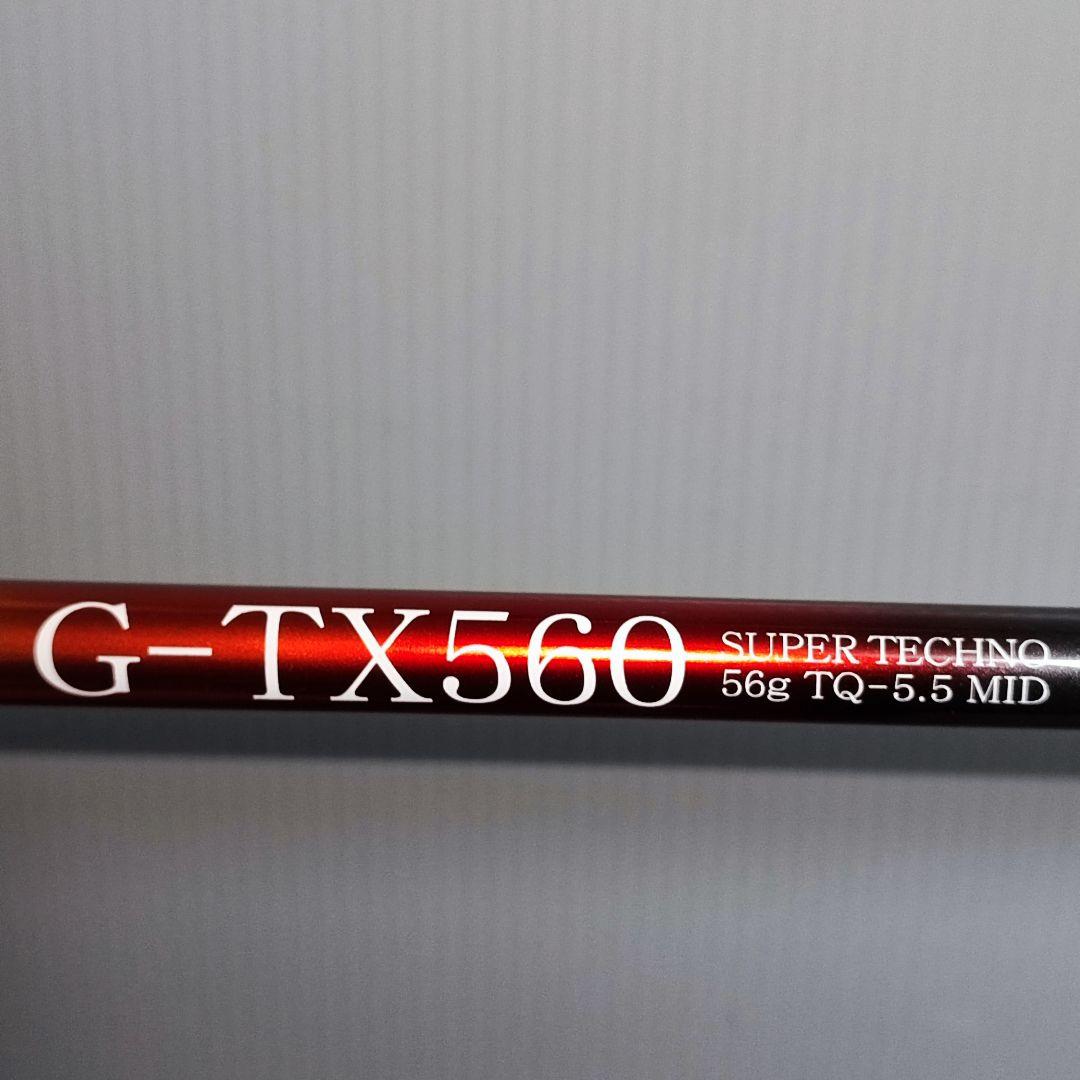 G-TX560
SUPER TECHNO
56g TQ-5.5 MID